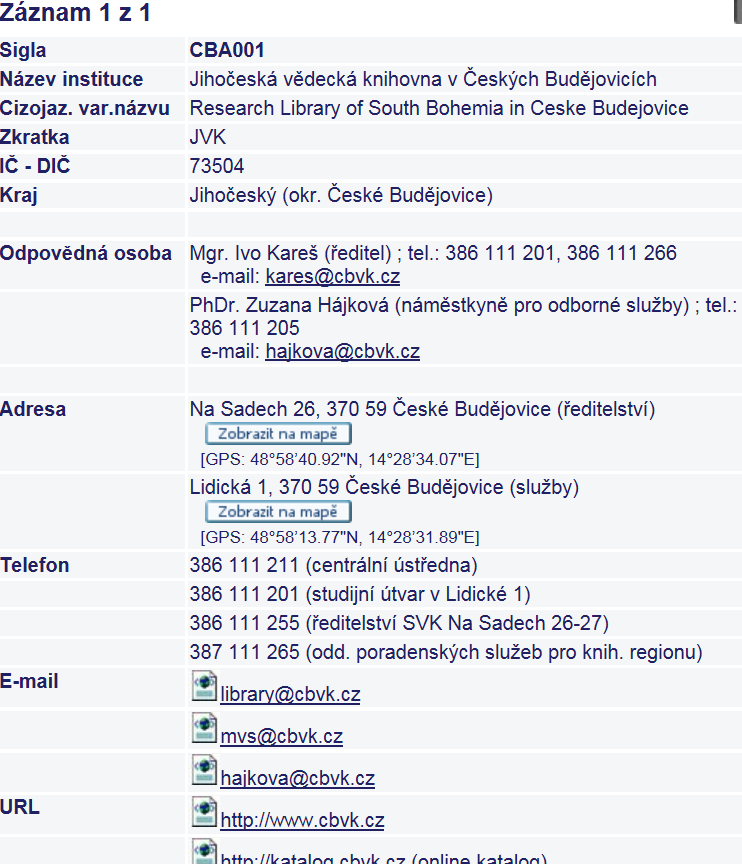 Záznam 1 z 1
Sigla CBA001
Název instituce Jihočeská vědecká knihovna v Českých Budějovicích
Cizojaz. var.názvu Research Library of South Bohemia in Ceske Budejovice
Zkratka JVK
IČ - DIČ 73504
Kraj Jihočeský (okr. České Budějovice)
Odpovědná osoba Mgr. Ivo Kareš (ředitel) ; tel.: 386 111 201, 386 111 266
e-mail: kares@cbvk.cz
PhDr. Zuzana Hájková (náměstkyně pro odborné služby) ; tel.:
386 111 205
e-mail: hajkova@cbvk.cz
Adresa Na Sadech 26, 370 59 České Budějovice (ředitelství)
Zobrazit na mapě
[GPS: 48°58’40.92"N, 14°28’34.07"E]
Lidická 1, 370 59 České Budějovice (služby)
Zobrazit na mapě
[GPS: 48°58’13.77"N, 14°28’31.89"E]
Telefon 386 111 211 (centrální ústředna)
386 111 201 (studijní útvar v Lidické 1)
386 111 255 (ředitelství SVK Na Sadech 26-27)
387 111 265 (odd. poradenských služeb pro knih. regionu)
E-mail library@cbvk.cz
mvs@cbvk.cz
hajkova@cbvk.cz
URL http://www.cbvk.cz
http://katalog.cbvk.cz (online katalog)